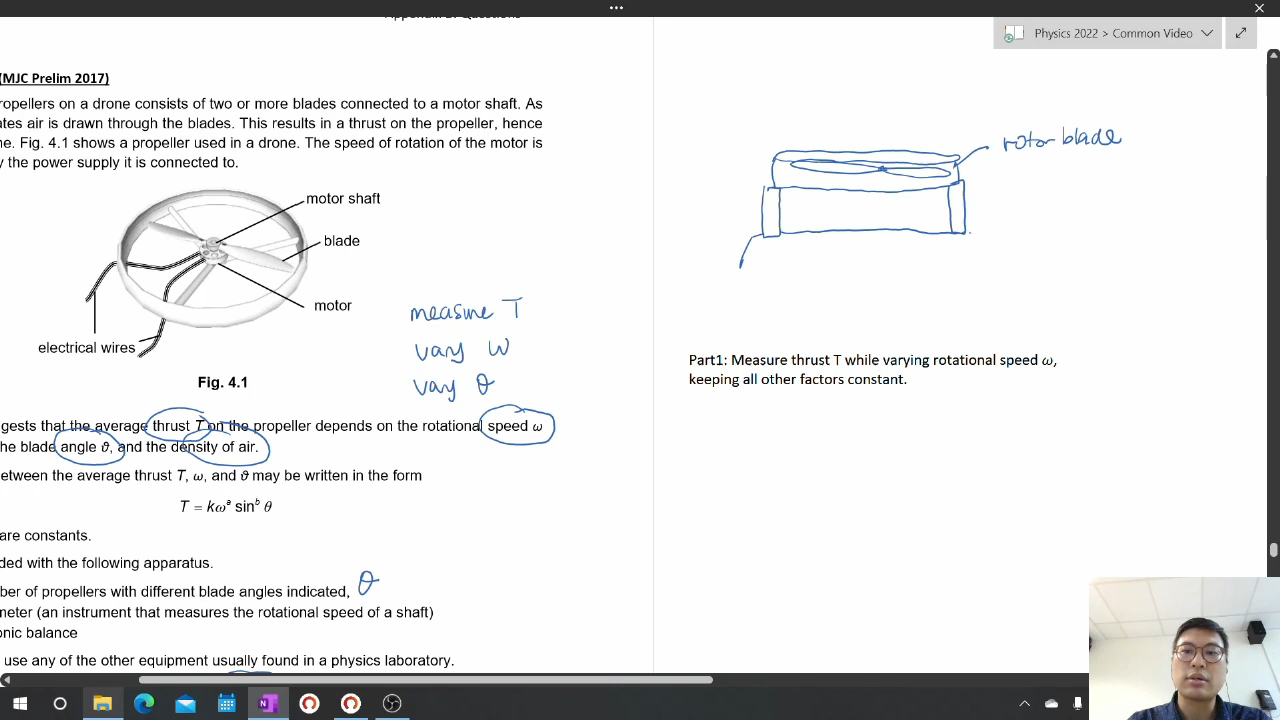 Physics 2022 > Common Video
(MJC Prelim 2017)
ropellers on a drone consists of two or more blades connected to a motor shaft. As
ates air is drawn through the blades. This results in a thrust on the propeller, hence
ne. Fig. 4.1 shows a propeller used in a drone. The speed of rotation of the motor is
y the power supply it is connected to.
motor shaft
blade
motor
electrical wires
Fig. 4.1
measure T
vary ω
vary θ
gests that the average thrust T on the propeller depends on the rotational speed ω
he blade angle ϑ, and the density of air.
etween the average thrust T, ω, and ϑ may be written in the form
T = kωᵃ sinᵇ θ
are constants.
ded with the following apparatus.
ber of propellers with different blade angles indicated, θ
meter (an instrument that measures the rotational speed of a shaft)
onic balance
use any of the other equipment usually found in a physics laboratory.
rotor blade
Part1: Measure thrust T while varying rotational speed ω,
keeping all other factors constant.